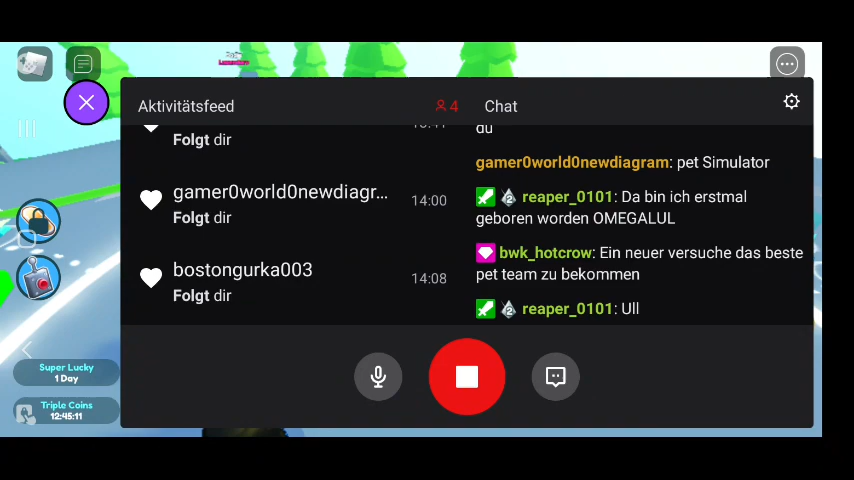 Aktivitätsfeed
4
Folgt dir
gamer0world0newdiagr...
14:00
Folgt dir
bostongurka003
14:08
Folgt dir
Chat
du
gamer0world0newdiagram: pet Simulator
2 reaper_0101: Da bin ich erstmal
geboren worden OMEGALUL
bwk_hotcrow: Ein neuer versuche das beste
pet team zu bekommen
2 reaper_0101: Ull
Super Lucky
1 Day
Triple Coins
12:45:11